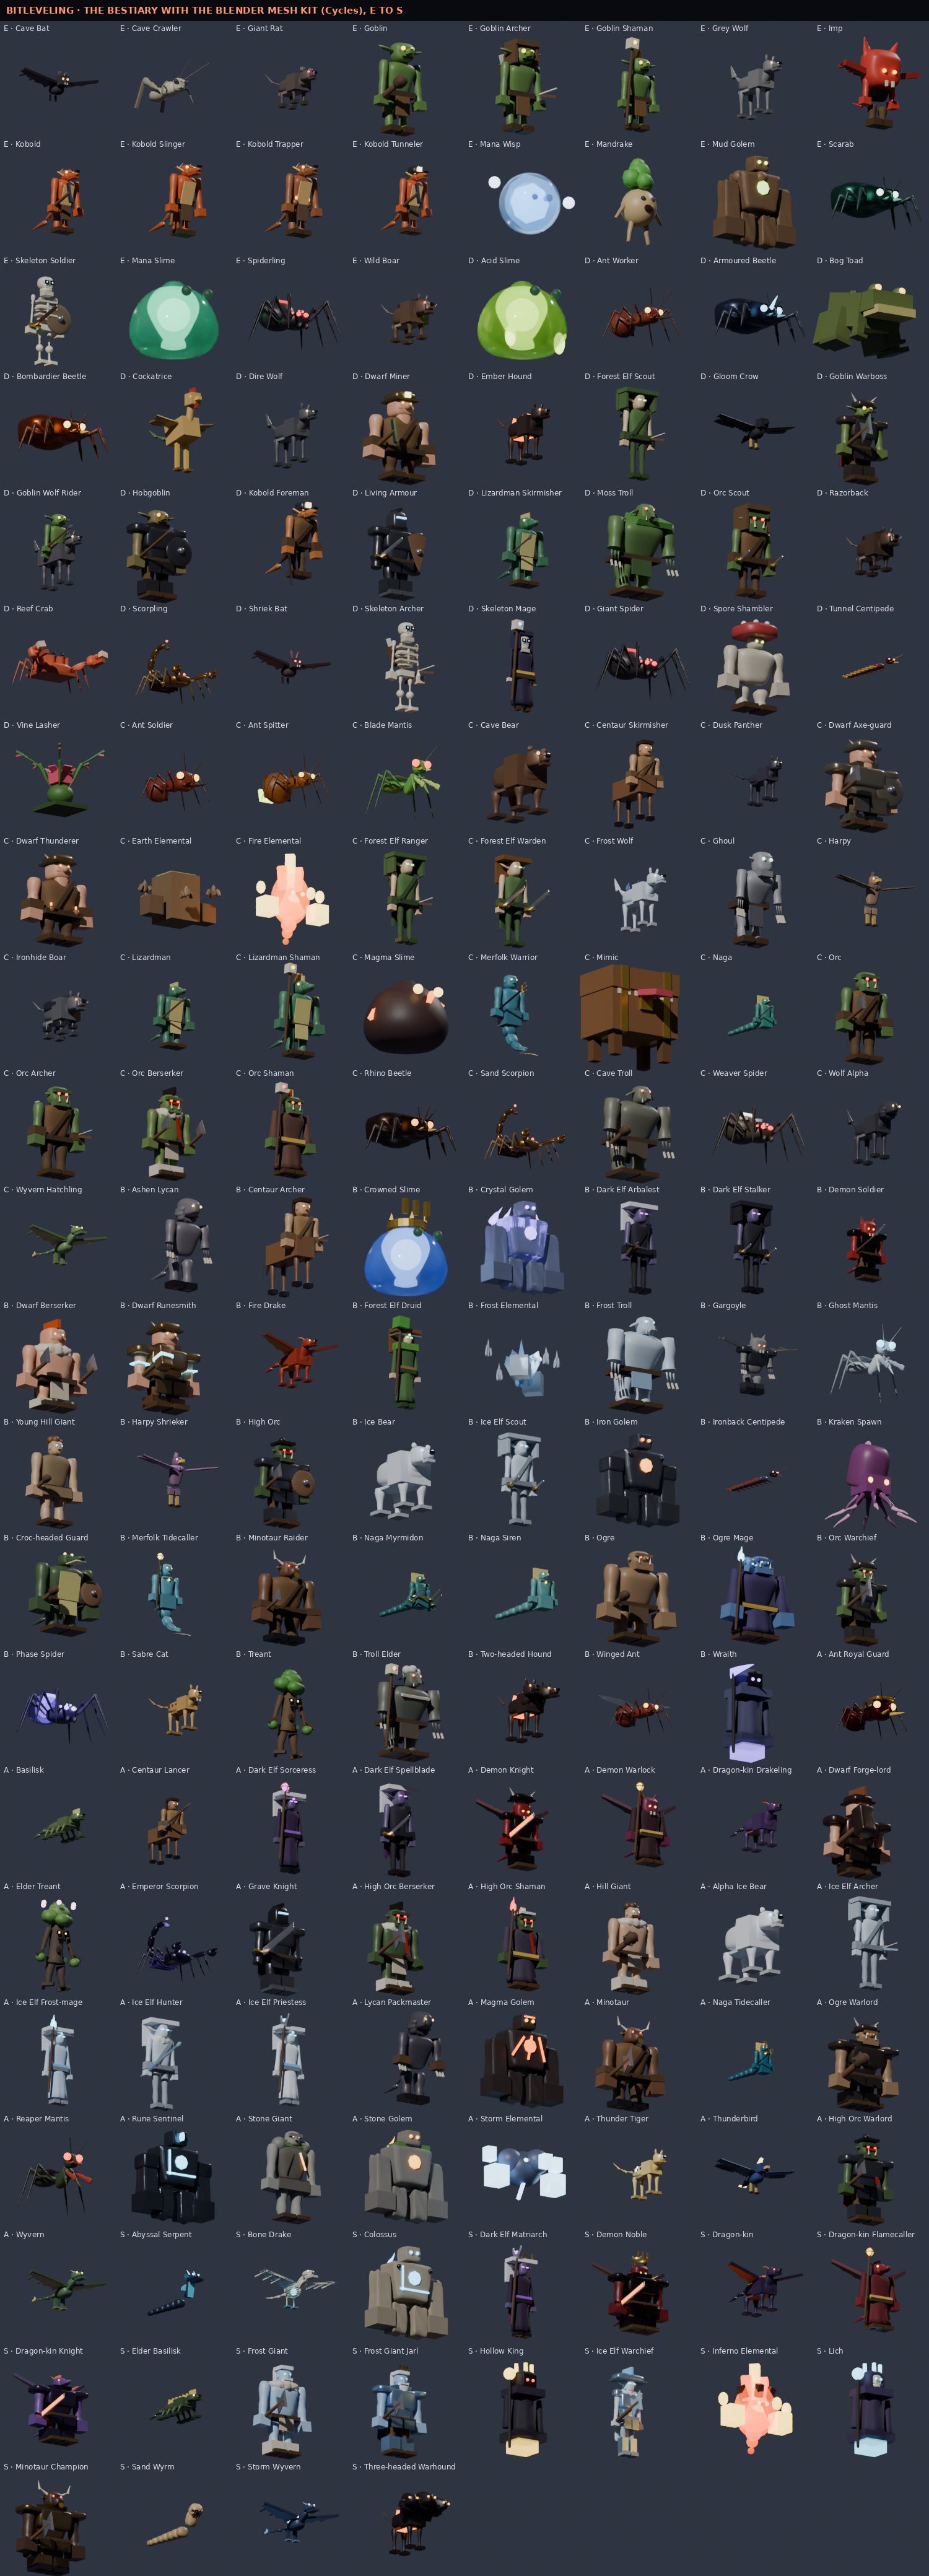 BITLEVELING · THE BESTIARY WITH THE BLENDER MESH KIT (Cycles), E TO S
E · Cave Bat E · Cave Crawler E · Giant Rat E · Goblin E · Goblin Archer E · Goblin Shaman E · Grey Wolf E · Imp
E · Kobold E · Kobold Slinger E · Kobold Trapper E · Kobold Tunneler E · Mana Wisp E · Mandrake E · Mud Golem E · Scarab
E · Skeleton Soldier E · Mana Slime E · Spiderling E · Wild Boar D · Acid Slime D · Ant Worker D · Armoured Beetle D · Bog Toad
D · Bombardier Beetle D · Cockatrice D · Dire Wolf D · Dwarf Miner D · Ember Hound D · Forest Elf Scout D · Gloom Crow D · Goblin Warboss
D · Goblin Wolf Rider D · Hobgoblin D · Kobold Foreman D · Living Armour D · Lizardman Skirmisher D · Moss Troll D · Orc Scout D · Razorback
D · Reef Crab D · Scorpling D · Shriek Bat D · Skeleton Archer D · Skeleton Mage D · Giant Spider D · Spore Shambler D · Tunnel Centipede
D · Vine Lasher C · Ant Soldier C · Ant Spitter C · Blade Mantis C · Cave Bear C · Centaur Skirmisher C · Dusk Panther C · Dwarf Axe-guard
C · Dwarf Thunderer C · Earth Elemental C · Fire Elemental C · Forest Elf Ranger C · Forest Elf Warden C · Frost Wolf C · Ghoul C · Harpy
C · Ironhide Boar C · Lizardman C · Lizardman Shaman C · Magma Slime C · Merfolk Warrior C · Mimic C · Naga C · Orc
C · Orc Archer C · Orc Berserker C · Orc Shaman C · Rhino Beetle C · Sand Scorpion C · Cave Troll C · Weaver Spider C · Wolf Alpha
C · Wyvern Hatchling B · Ashen Lycan B · Centaur Archer B · Crowned Slime B · Crystal Golem B · Dark Elf Arbalest B · Dark Elf Stalker B · Demon Soldier
B · Dwarf Berserker B · Dwarf Runesmith B · Fire Drake B · Forest Elf Druid B · Frost Elemental B · Frost Troll B · Gargoyle B · Ghost Mantis
B · Young Hill Giant B · Harpy Shrieker B · High Orc B · Ice Bear B · Ice Elf Scout B · Iron Golem B · Ironback Centipede B · Kraken Spawn
B · Croc-headed Guard B · Merfolk Tidecaller B · Minotaur Raider B · Naga Myrmidon B · Naga Siren B · Ogre B · Ogre Mage B · Orc Warchief
B · Phase Spider B · Sabre Cat B · Treant B · Troll Elder B · Two-headed Hound B · Winged Ant B · Wraith A · Ant Royal Guard
A · Basilisk A · Centaur Lancer A · Dark Elf Sorceress A · Dark Elf Spellblade A · Demon Knight A · Demon Warlock A · Dragon-kin Drakeling A · Dwarf Forge-lord
A · Elder Treant A · Emperor Scorpion A · Grave Knight A · High Orc Berserker A · High Orc Shaman A · Hill Giant A · Alpha Ice Bear A · Ice Elf Archer
A · Ice Elf Frost-mage A · Ice Elf Hunter A · Ice Elf Priestess A · Lycan Packmaster A · Magma Golem A · Minotaur A · Naga Tidecaller A · Ogre Warlord
A · Reaper Mantis A · Rune Sentinel A · Stone Giant A · Stone Golem A · Storm Elemental A · Thunder Tiger A · Thunderbird A · High Orc Warlord
A · Wyvern S · Abyssal Serpent S · Bone Drake S · Colossus S · Dark Elf Matriarch S · Demon Noble S · Dragon-kin S · Dragon-kin Flamecaller
S · Dragon-kin Knight S · Elder Basilisk S · Frost Giant S · Frost Giant Jarl S · Hollow King S · Ice Elf Warchief S · Inferno Elemental S · Lich
S · Minotaur Champion S · Sand Wyrm S · Storm Wyvern S · Three-headed Warhound